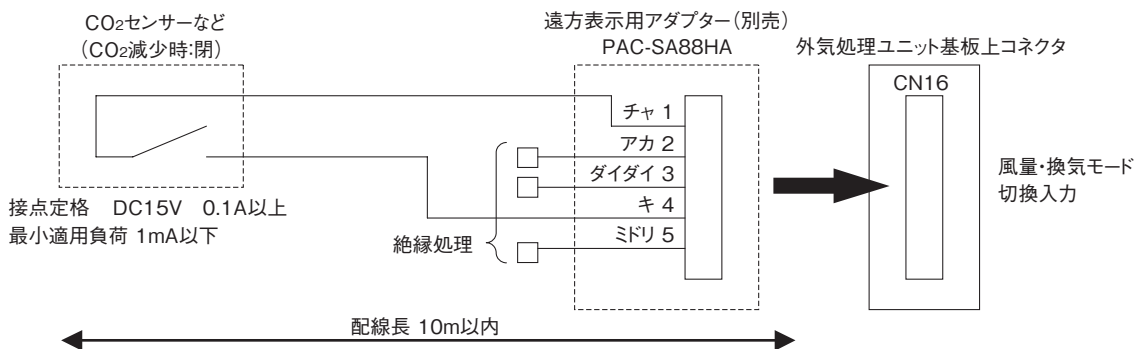 CO2センサーなど
（CO2減少時:閉）
遠方表示用アダプター（別売）
PAC-SA88HA
外気処理ユニット基板上コネクタ
CN16
チャ 1
アカ 2
ダイダイ 3
キ 4
ミドリ 5
絶縁処理
風量・換気モード
切換入力
接点定格　DC15V　0.1A以上
最小適用負荷 1mA以下
配線長 10m以内